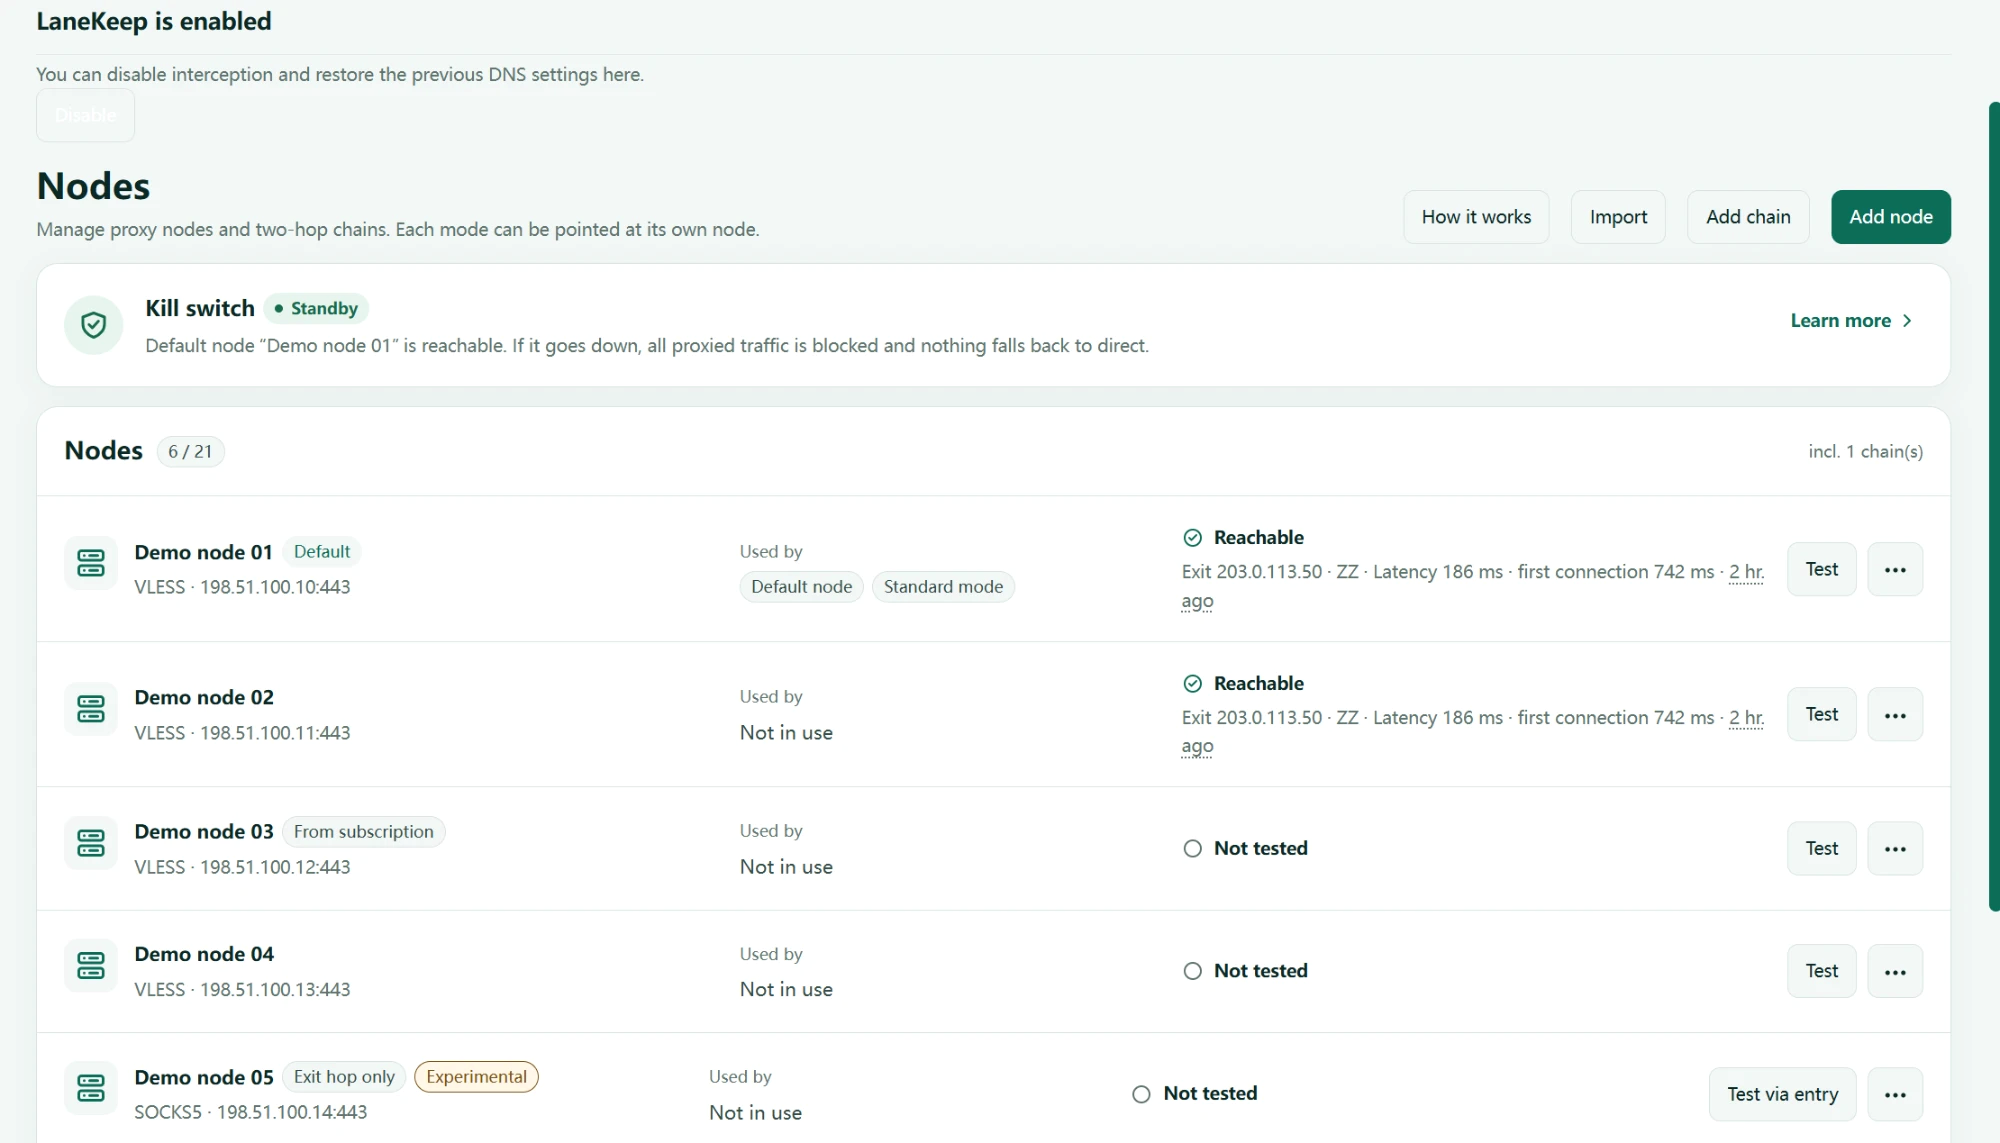 LaneKeep is enabled
You can disable interception and restore the previous DNS settings here.
Disable
Nodes
Manage proxy nodes and two-hop chains. Each mode can be pointed at its own node.
How it works
Import
Add chain
Add node
Kill switch
Standby
Default node “Demo node 01” is reachable. If it goes down, all proxied traffic is blocked and nothing falls back to direct.
Learn more
Nodes
6 / 21
incl. 1 chain(s)
Demo node 01
Default
VLESS · 198.51.100.10:443
Used by
Default node
Standard mode
Reachable
Exit 203.0.113.50 · ZZ · Latency 186 ms · first connection 742 ms · 2 hr.
ago
Test
Demo node 02
VLESS · 198.51.100.11:443
Used by
Not in use
Reachable
Exit 203.0.113.50 · ZZ · Latency 186 ms · first connection 742 ms · 2 hr.
ago
Test
Demo node 03
From subscription
VLESS · 198.51.100.12:443
Used by
Not in use
Not tested
Test
Demo node 04
VLESS · 198.51.100.13:443
Used by
Not in use
Not tested
Test
Demo node 05
Exit hop only
Experimental
SOCKS5 · 198.51.100.14:443
Used by
Not in use
Not tested
Test via entry